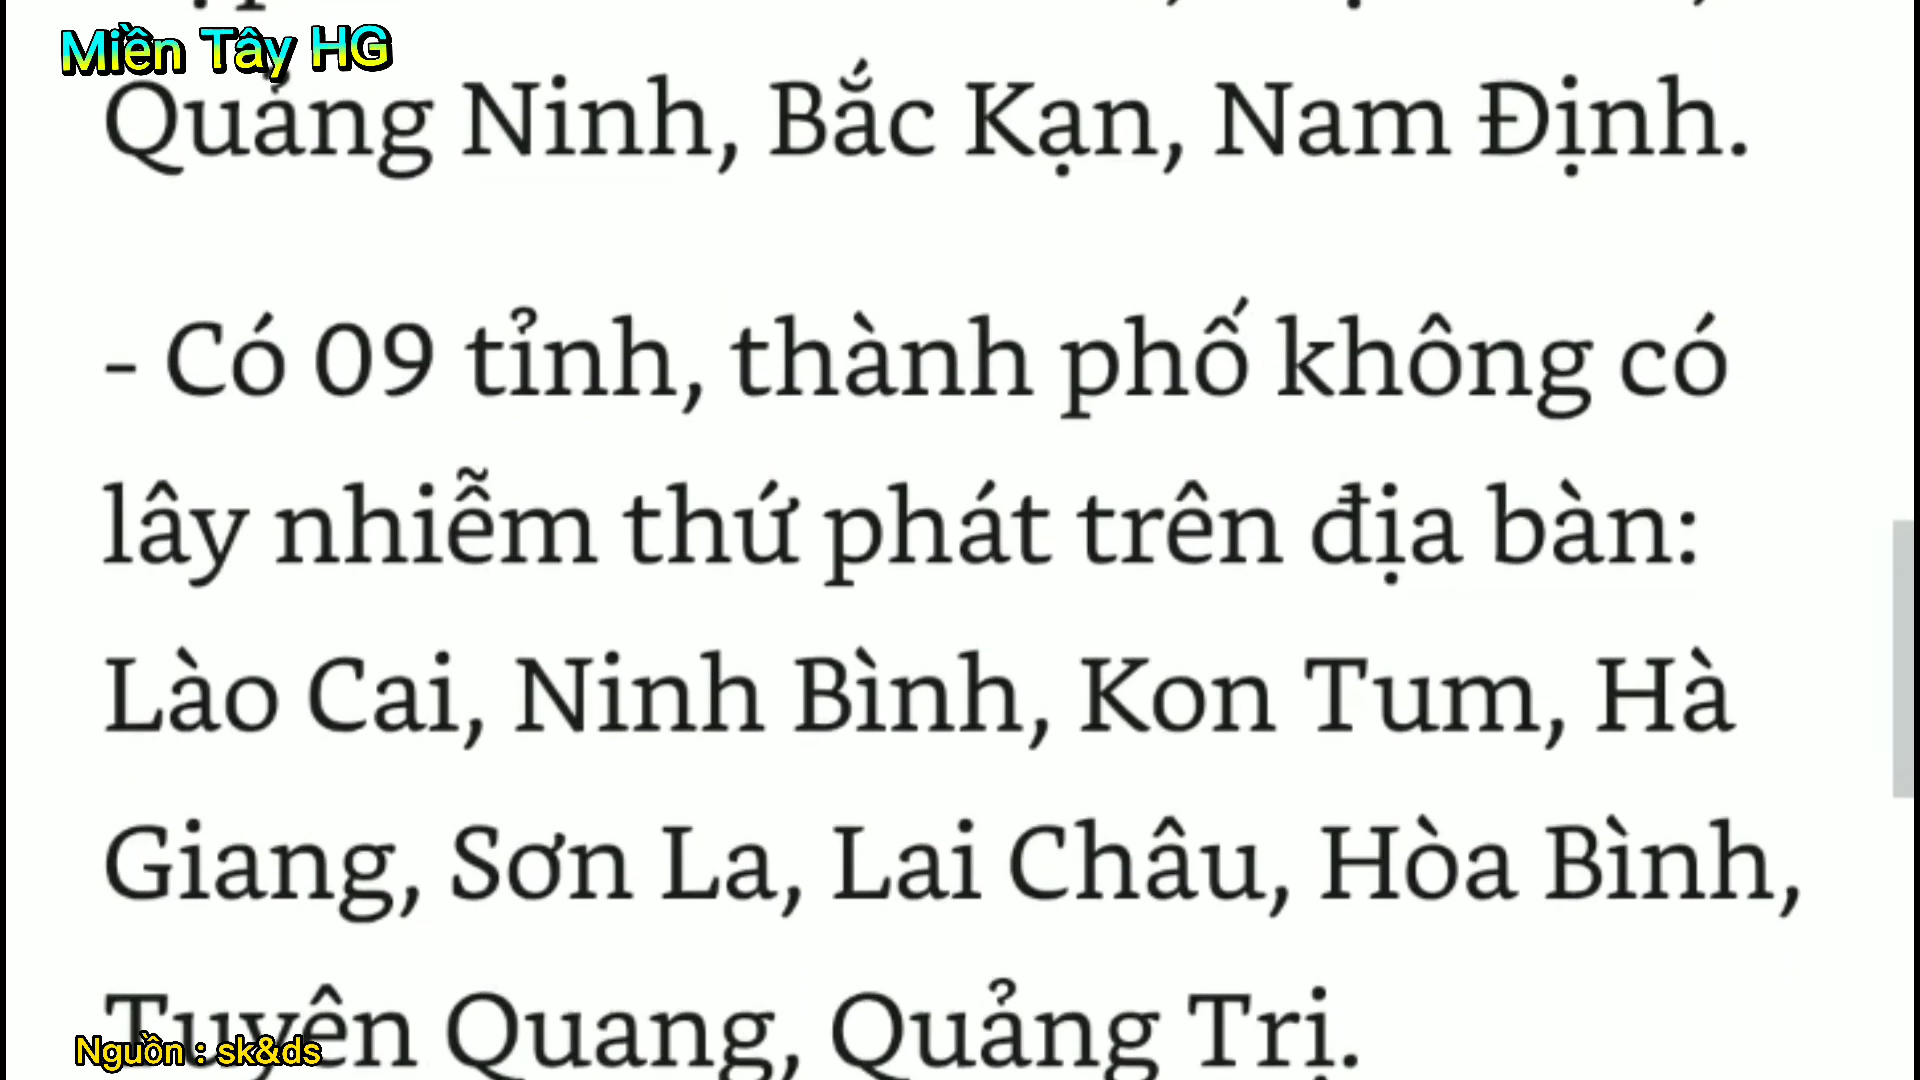 Miền Tây HG
Quảng Ninh, Bắc Kạn, Nam Định.
- Có 09 tỉnh, thành phố không có
lây nhiễm thứ phát trên địa bàn:
Lào Cai, Ninh Bình, Kon Tum, Hà
Giang, Sơn La, Lai Châu, Hòa Bình,
Tuyên Quang, Quảng Trị.
Nguồn : sk&ds